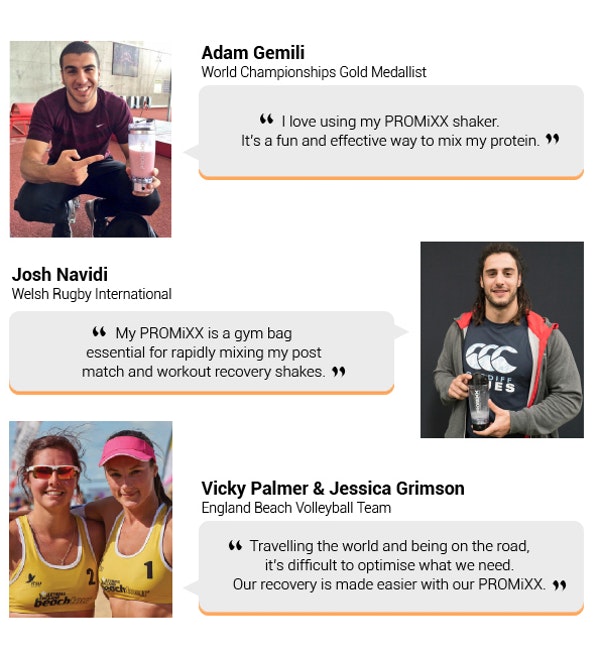 Adam Gemili
World Championships Gold Medallist
“ I love using my PROMiXX shaker.
It's a fun and effective way to mix my protein. ”
Josh Navidi
Welsh Rugby International
“ My PROMiXX is a gym bag
essential for rapidly mixing my post
match and workout recovery shakes. ”
2
1
Vicky Palmer & Jessica Grimson
England Beach Volleyball Team
“ Travelling the world and being on the road,
it's difficult to optimise what we need.
Our recovery is made easier with our PROMiXX. ”